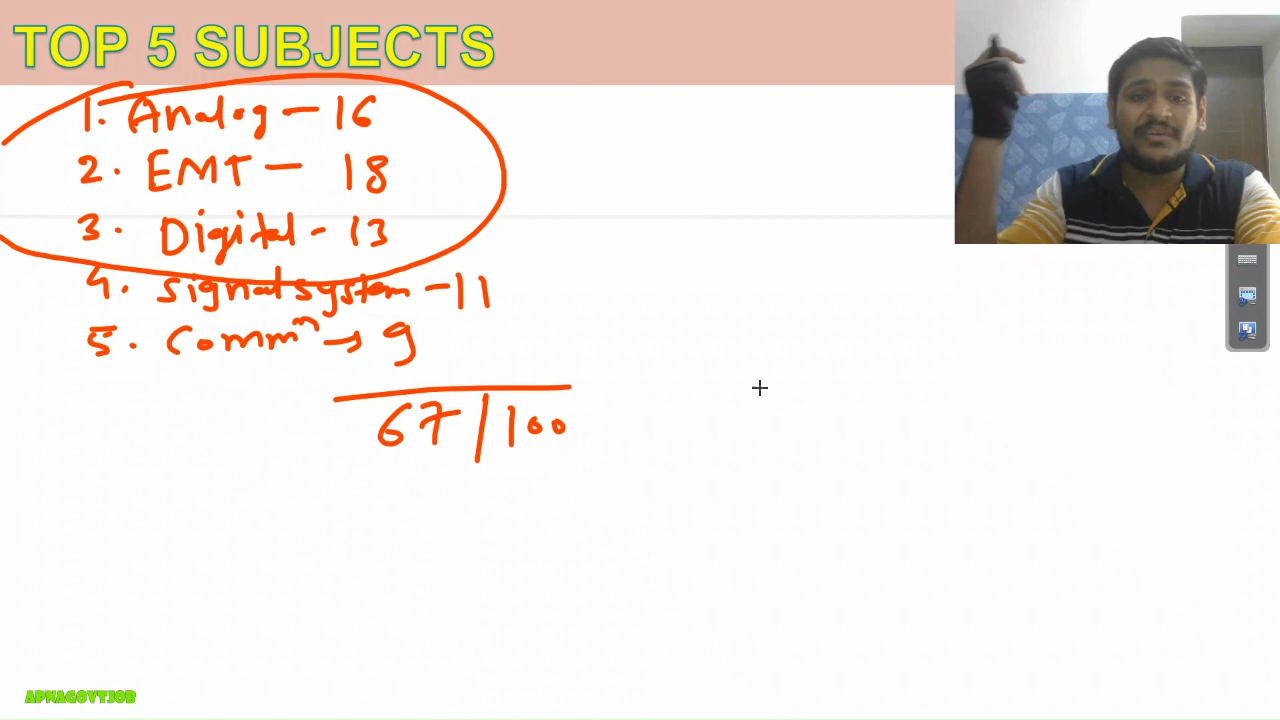 TOP 5 SUBJECTS
1. Analog - 16
2. EMT - 18
3. Digital - 13
4. signal system - 11
5. Commⁿ → 9
67/100
APNAGOVTJOB